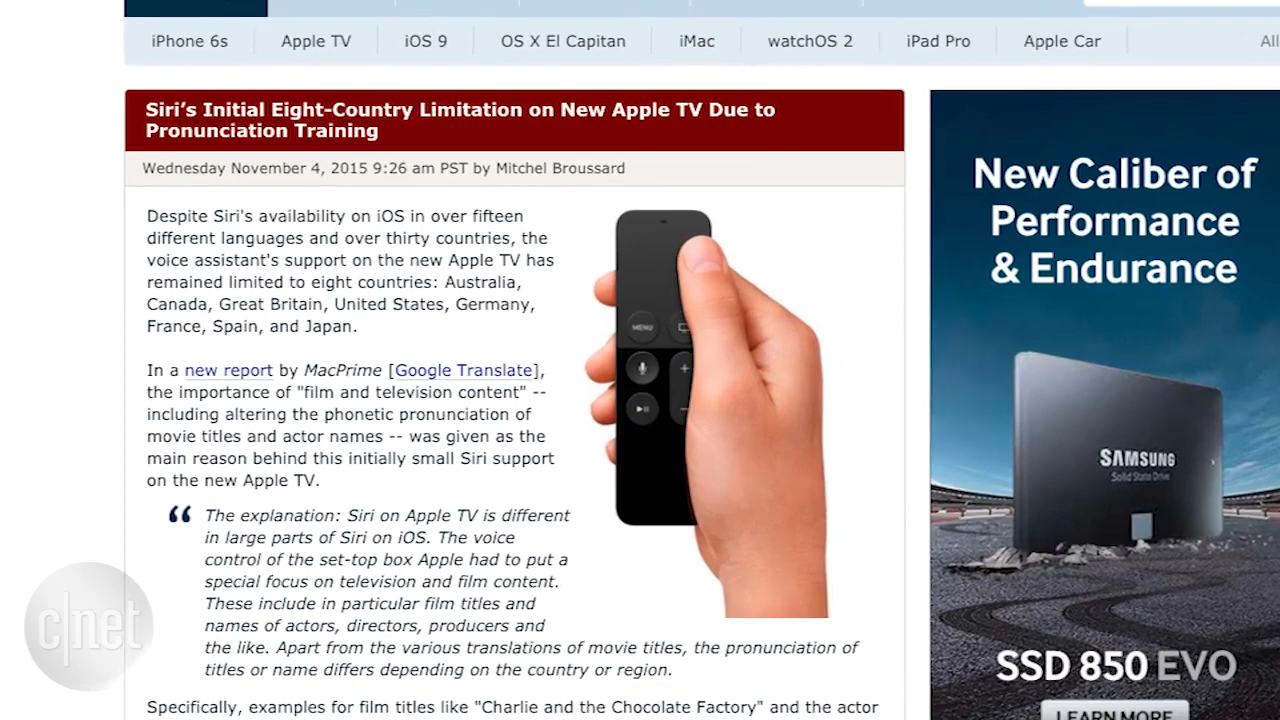 iPhone 6s Apple TV iOS 9 OS X El Capitan iMac watchOS 2 iPad Pro Apple Car All
Siri's Initial Eight-Country Limitation on New Apple TV Due to
Pronunciation Training
Wednesday November 4, 2015 9:26 am PST by Mitchel Broussard
Despite Siri's availability on iOS in over fifteen
different languages and over thirty countries, the
voice assistant's support on the new Apple TV has
remained limited to eight countries: Australia,
Canada, Great Britain, United States, Germany,
France, Spain, and Japan.
In a new report by MacPrime [Google Translate],
the importance of "film and television content" --
including altering the phonetic pronunciation of
movie titles and actor names -- was given as the
main reason behind this initially small Siri support
on the new Apple TV.
“ The explanation: Siri on Apple TV is different
in large parts of Siri on iOS. The voice
control of the set-top box Apple had to put a
special focus on television and film content.
These include in particular film titles and
names of actors, directors, producers and
the like. Apart from the various translations of movie titles, the pronunciation of
titles or name differs depending on the country or region.
Specifically, examples for film titles like "Charlie and the Chocolate Factory" and the actor
MENU
New Caliber of
Performance
& Endurance
SAMSUNG
Solid State Drive
SSD 850 EVO
LEARN MORE
c|net